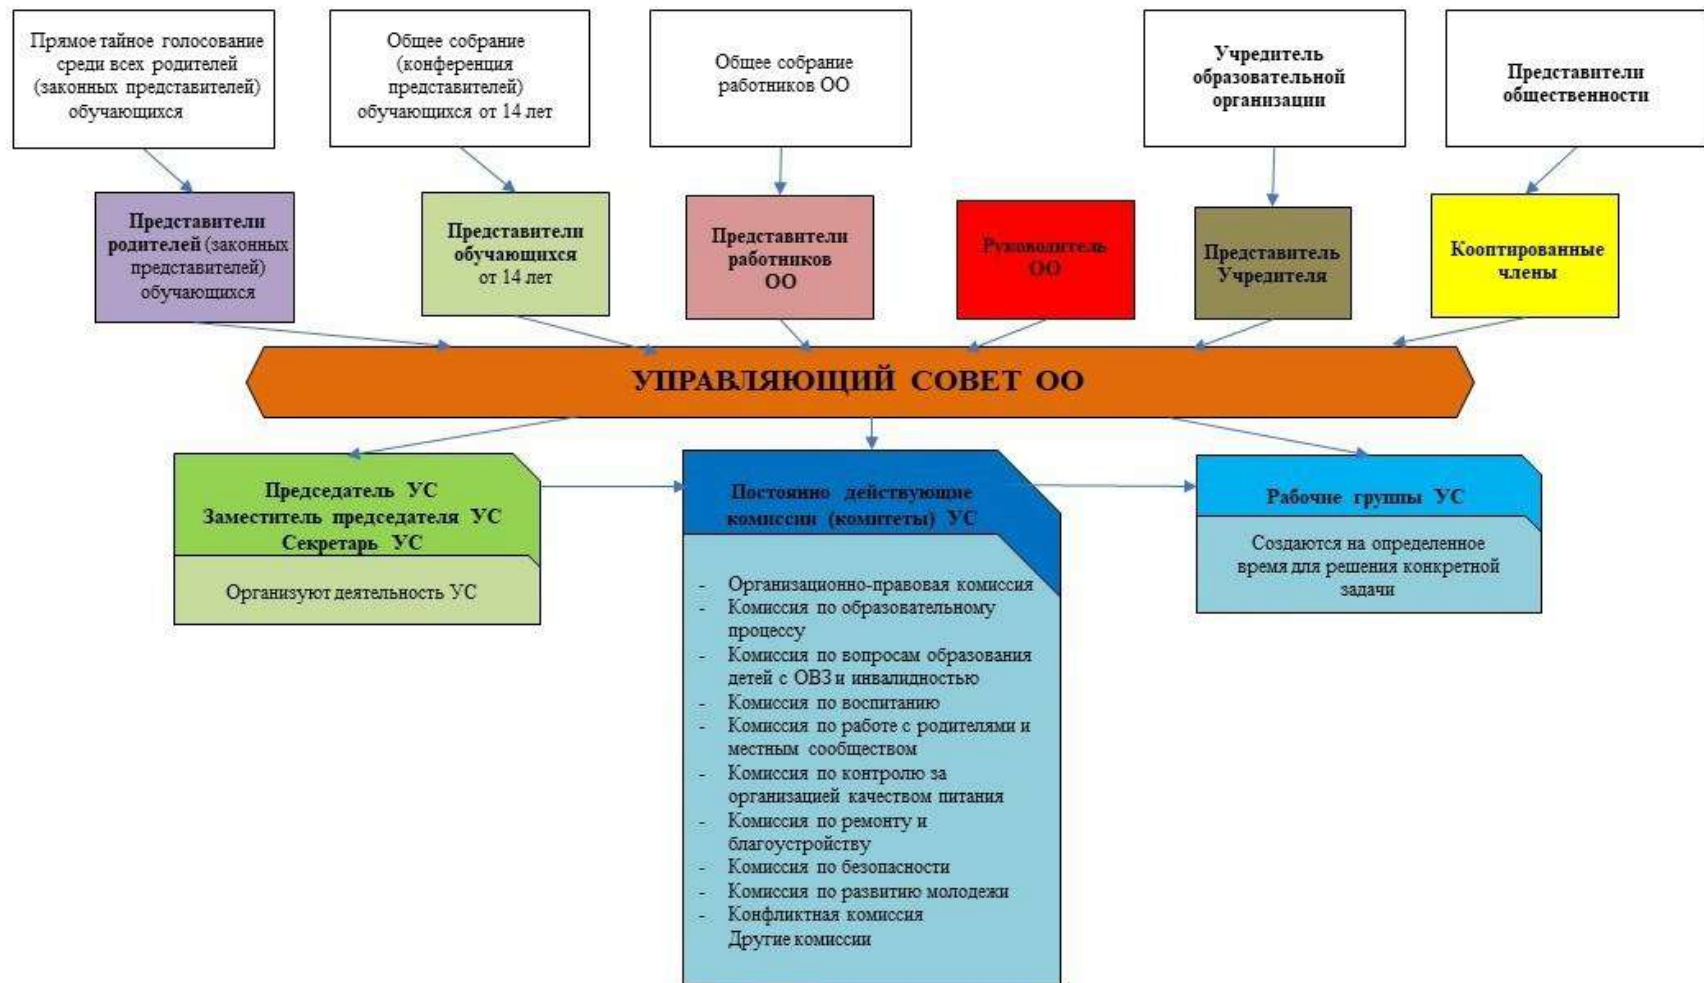 Прямое тайное голосование
среди всех родителей
(законных представителей)
обучающихся
Общее собрание
(конференция
представителей)
обучающихся от 14 лет
Общее собрание
работников ОО
Учредитель
образовательной
организации
Представители
общественности
Представители
родителей (законных
представителей)
обучающихся
Представители
обучающихся
от 14 лет
Представители
работников
ОО
Руководитель
ОО
Представитель
Учредителя
Кооптированные
члены
УПРАВЛЯЮЩИЙ СОВЕТ ОО
Председатель УС
Заместитель председателя УС
Секретарь УС
Организуют деятельность УС
Постоянно действующие
комиссии (комитеты) УС
- Организационно-правовая комиссия
- Комиссия по образовательному
процессу
- Комиссия по вопросам образования
детей с ОВЗ и инвалидностью
- Комиссия по воспитанию
- Комиссия по работе с родителями и
местным сообществом
- Комиссия по контролю за
организацией качеством питания
- Комиссия по ремонту и
благоустройству
- Комиссия по безопасности
- Комиссия по развитию молодежи
- Конфликтная комиссия
Другие комиссии
Рабочие группы УС
Создаются на определенное
время для решения конкретной
задачи